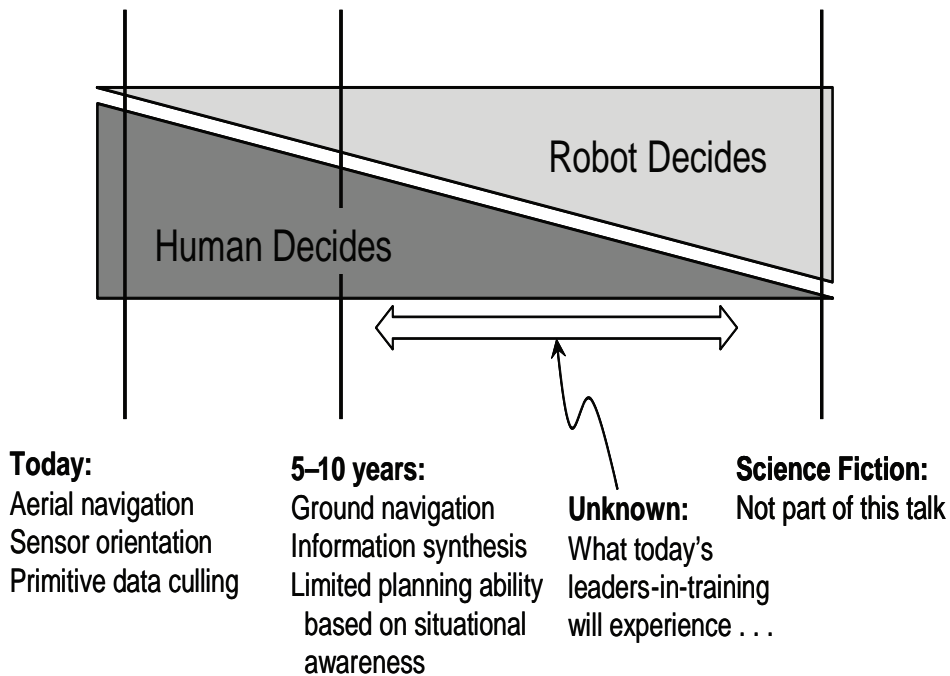 Robot Decides
Human Decides
Today:
Aerial navigation
Sensor orientation
Primitive data culling
5–10 years:
Ground navigation
Information synthesis
Limited planning ability
based on situational
awareness
Unknown:
What today's
leaders-in-training
will experience . . .
Science Fiction:
Not part of this talk